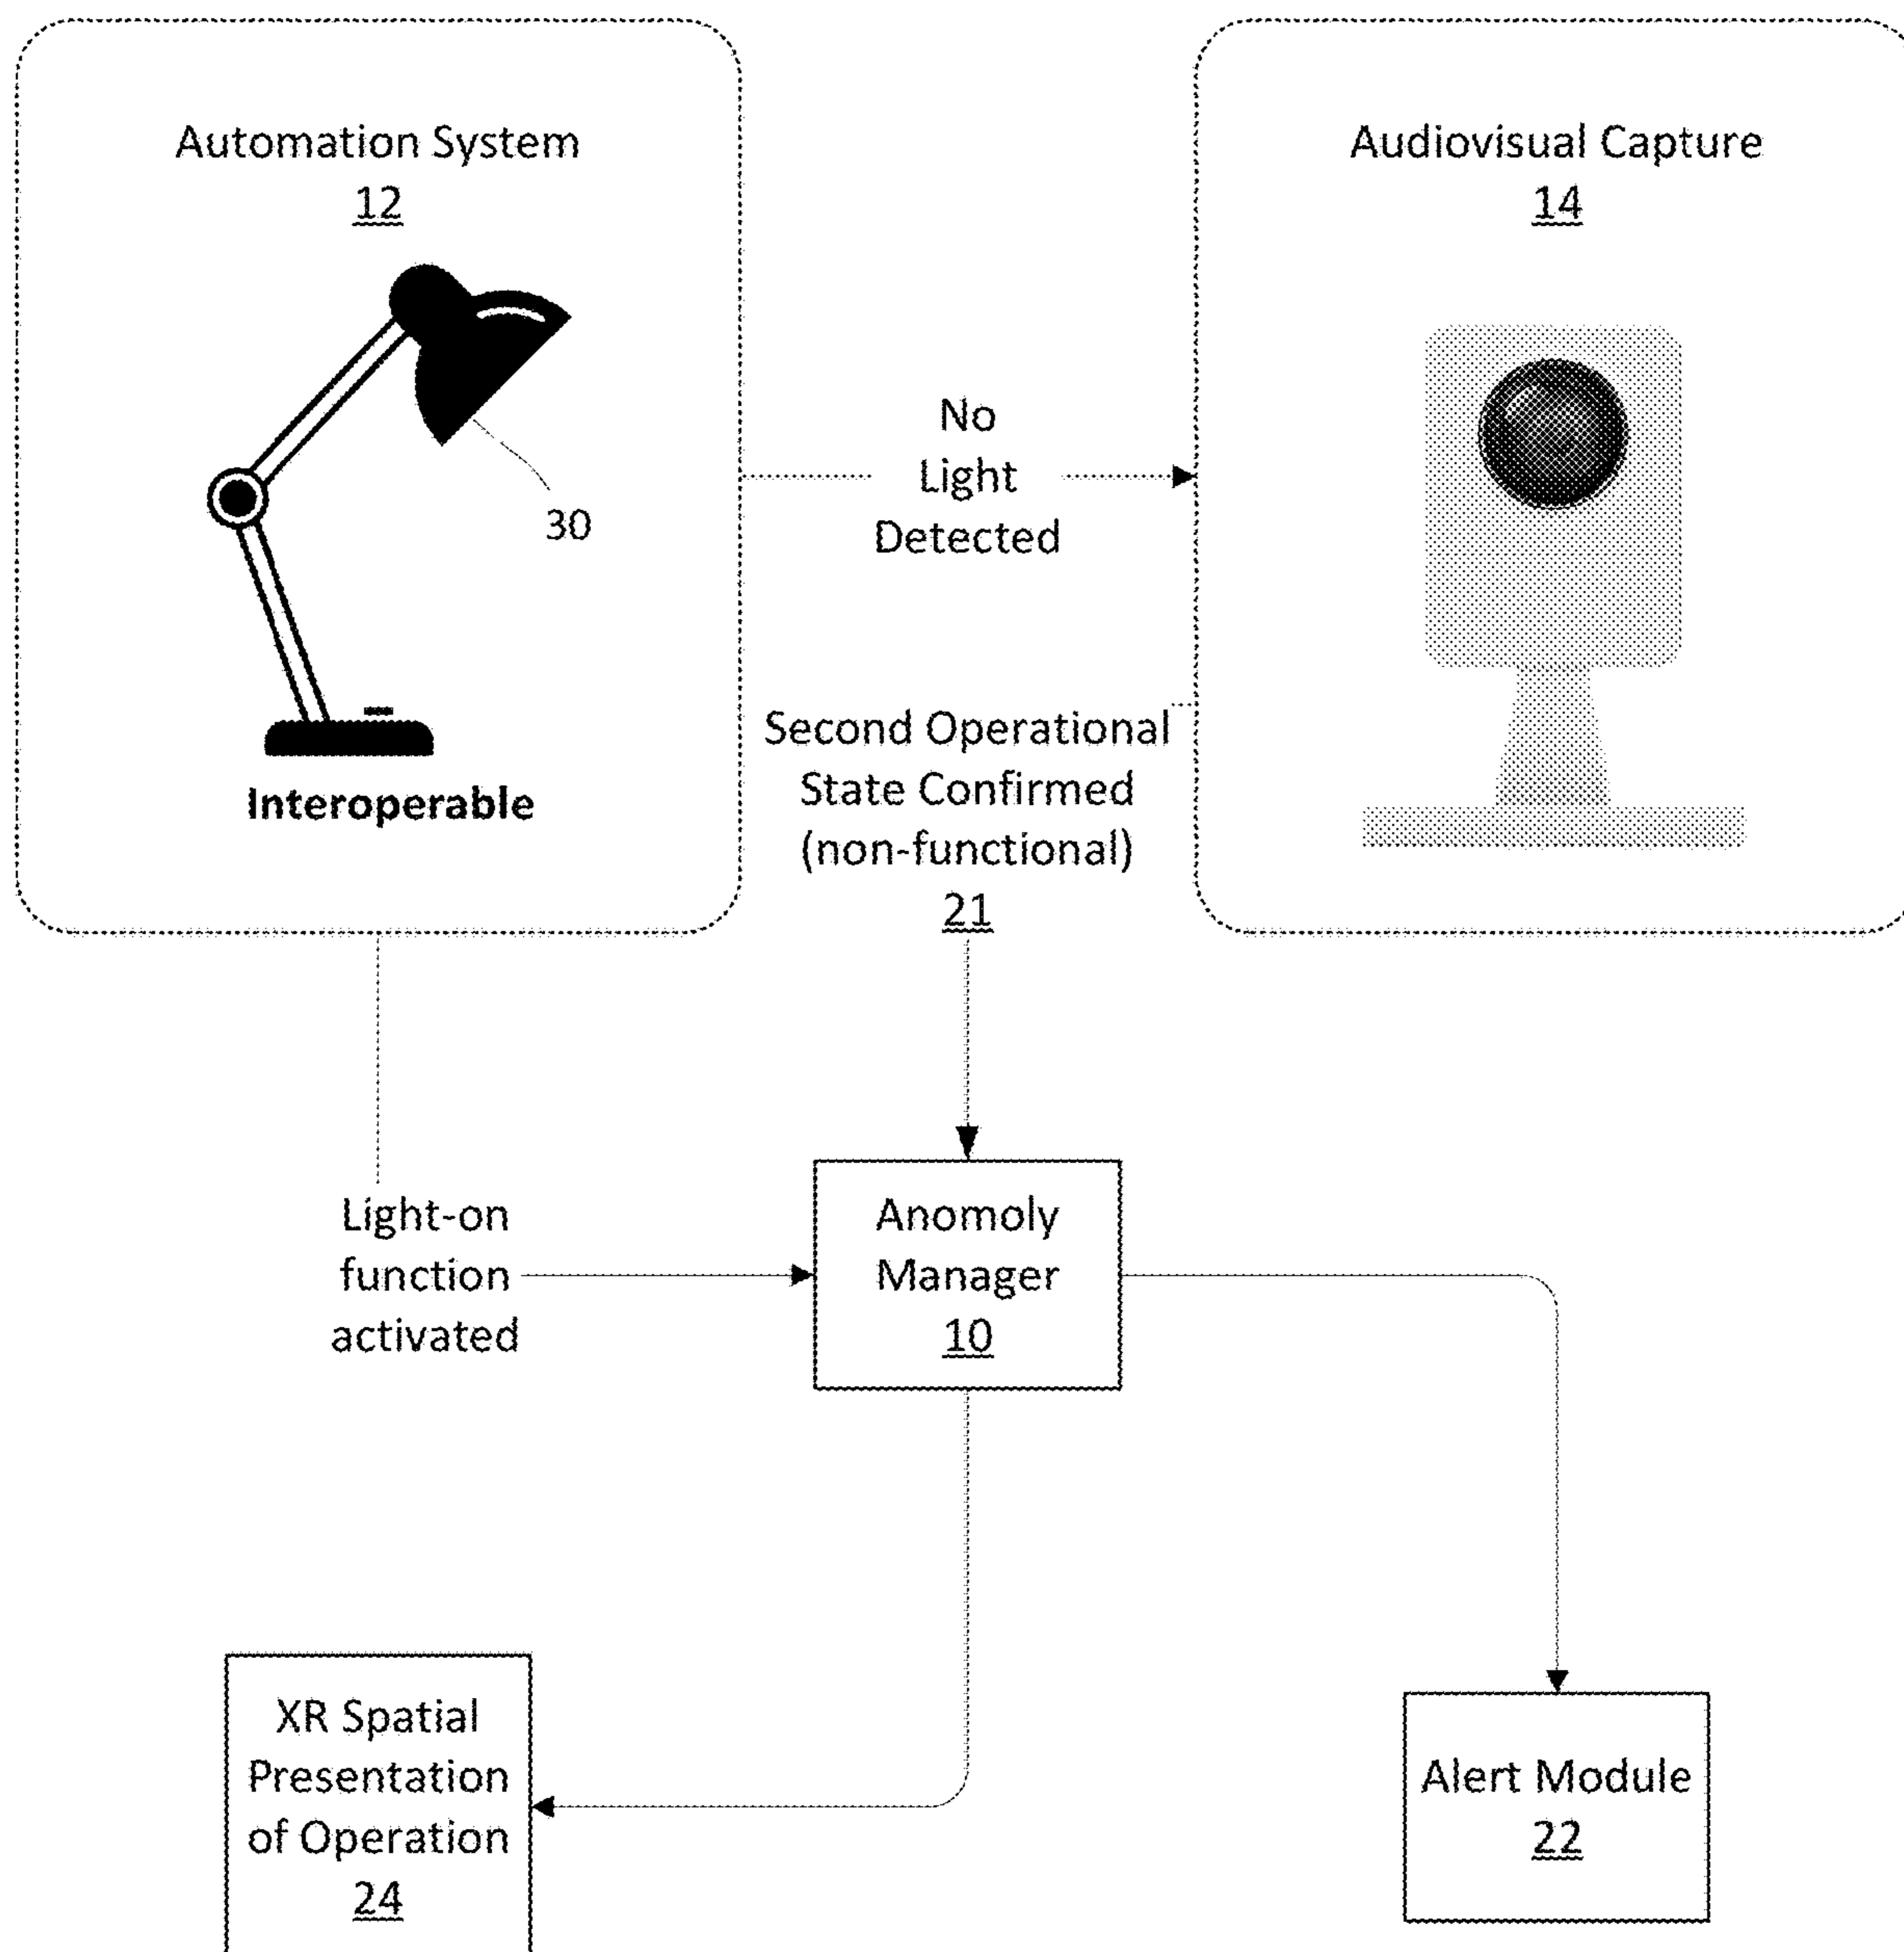 Automation System
12
30
Interoperable
No
Light
Detected
Audiovisual Capture
14
Second Operational
State Confirmed
(non-functional)
21
Light-on
function
activated
Anomoly
Manager
10
XR Spatial
Presentation
of Operation
24
Alert Module
22